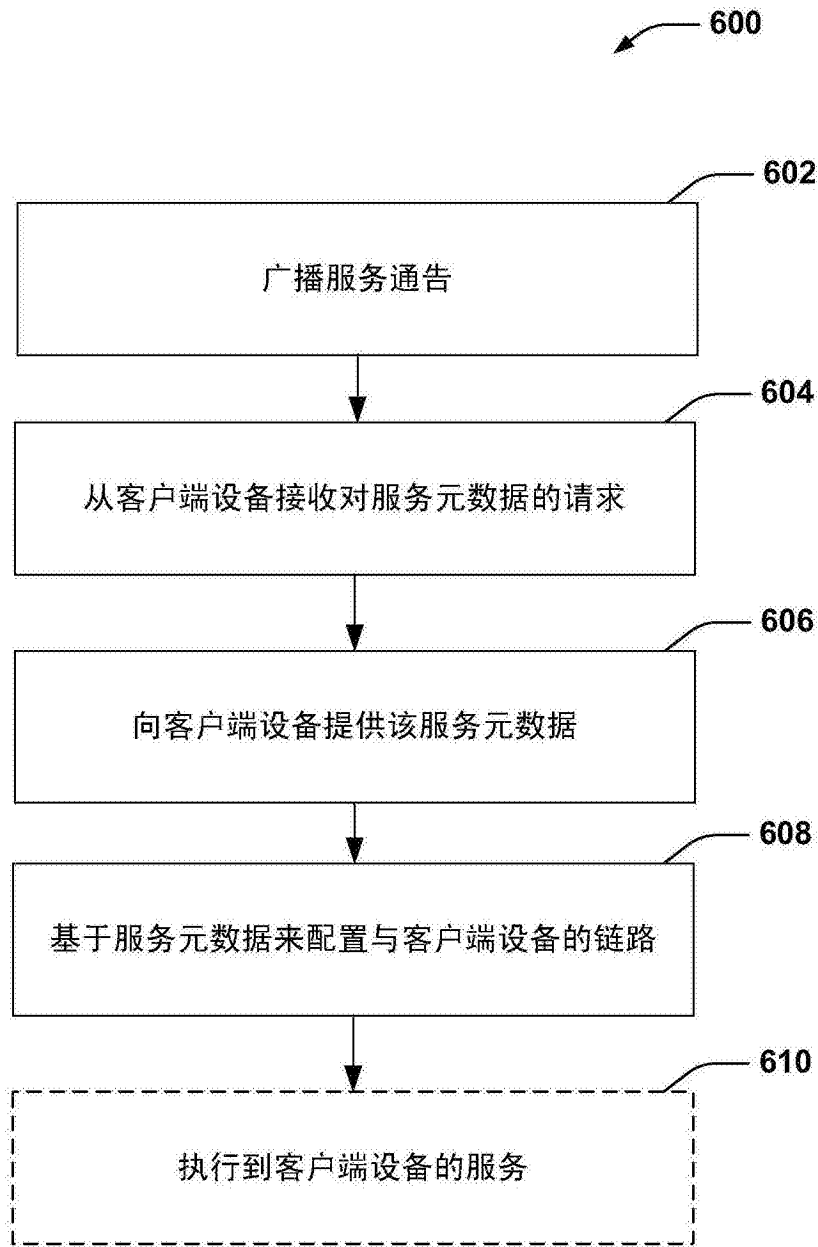 600
602
广播服务通告
604
从客户端设备接收对服务元数据的请求
606
向客户端设备提供该服务元数据
608
基于服务元数据来配置与客户端设备的链路
610
执行到客户端设备的服务